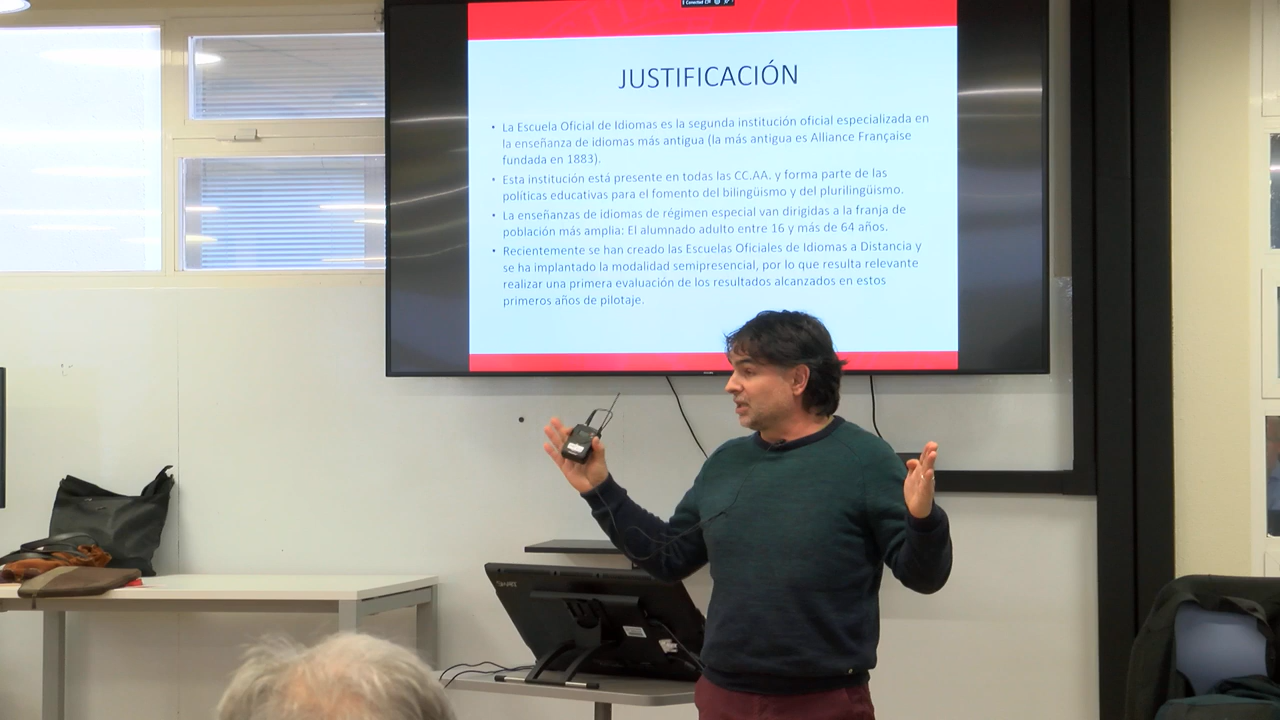 JUSTIFICACIÓN
• La Escuela Oficial de Idiomas es la segunda institución oficial especializada en
la enseñanza de idiomas más antigua (la más antigua es Alliance Française
fundada en 1883).
• Esta institución está presente en todas las CC.AA. y forma parte de las
políticas educativas para el fomento del bilingüismo y del plurilingüismo.
• La enseñanzas de idiomas de régimen especial van dirigidas a la franja de
población más amplia: El alumnado adulto entre 16 y más de 64 años.
• Recientemente se han creado las Escuelas Oficiales de Idiomas a Distancia y
se ha implantado la modalidad semipresencial, por lo que resulta relevante
realizar una primera evaluación de los resultados alcanzados en estos
primeros años de pilotaje.
SMART